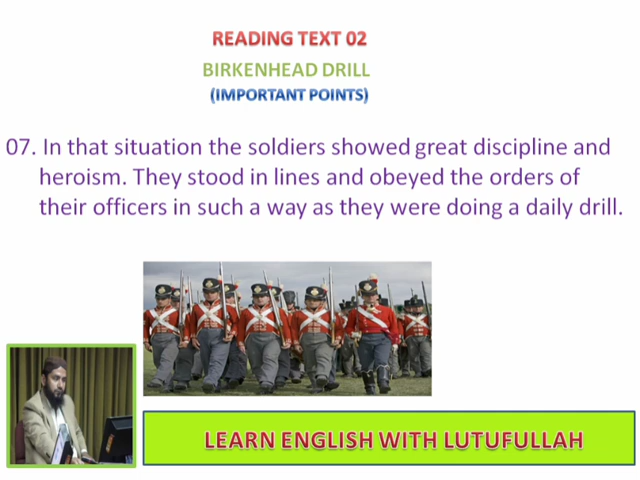 READING TEXT 02
BIRKENHEAD DRILL
(IMPORTANT POINTS)
07. In that situation the soldiers showed great discipline and
heroism. They stood in lines and obeyed the orders of
their officers in such a way as they were doing a daily drill.
LEARN ENGLISH WITH LUTUFULLAH